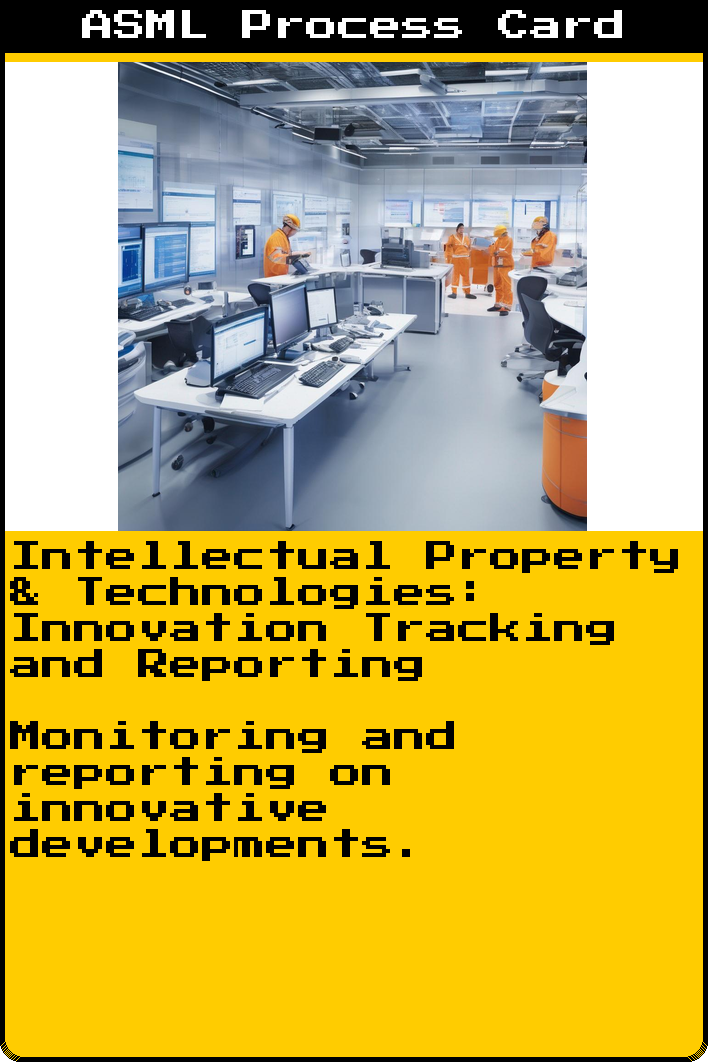 ASML Process Card
Intellectual Property
& Technologies:
Innovation Tracking
and Reporting
Monitoring and
reporting on
innovative
developments.